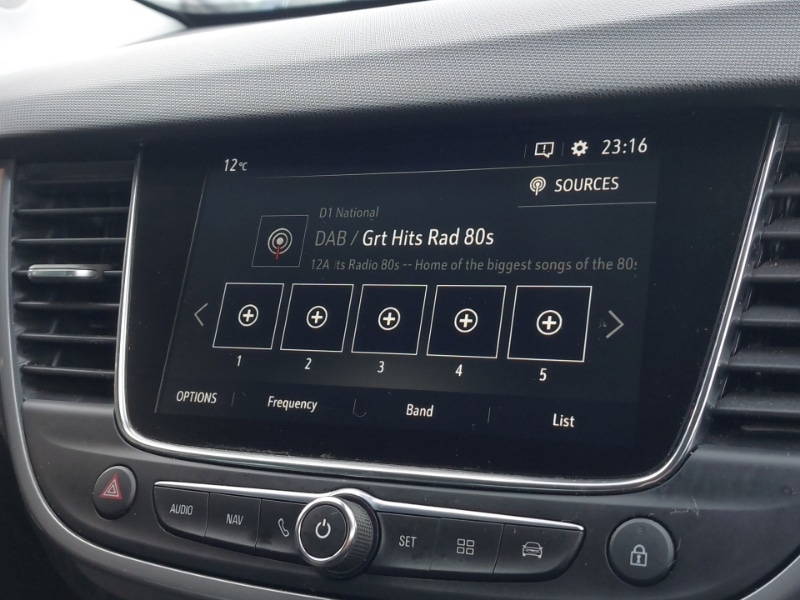 12°C 23:16
SOURCES
D1 National
DAB / Grt Hits Rad 80s
12A its Radio 80s -- Home of the biggest songs of the 80s
1 2 3 4 5
OPTIONS Frequency Band List
AUDIO NAV SET